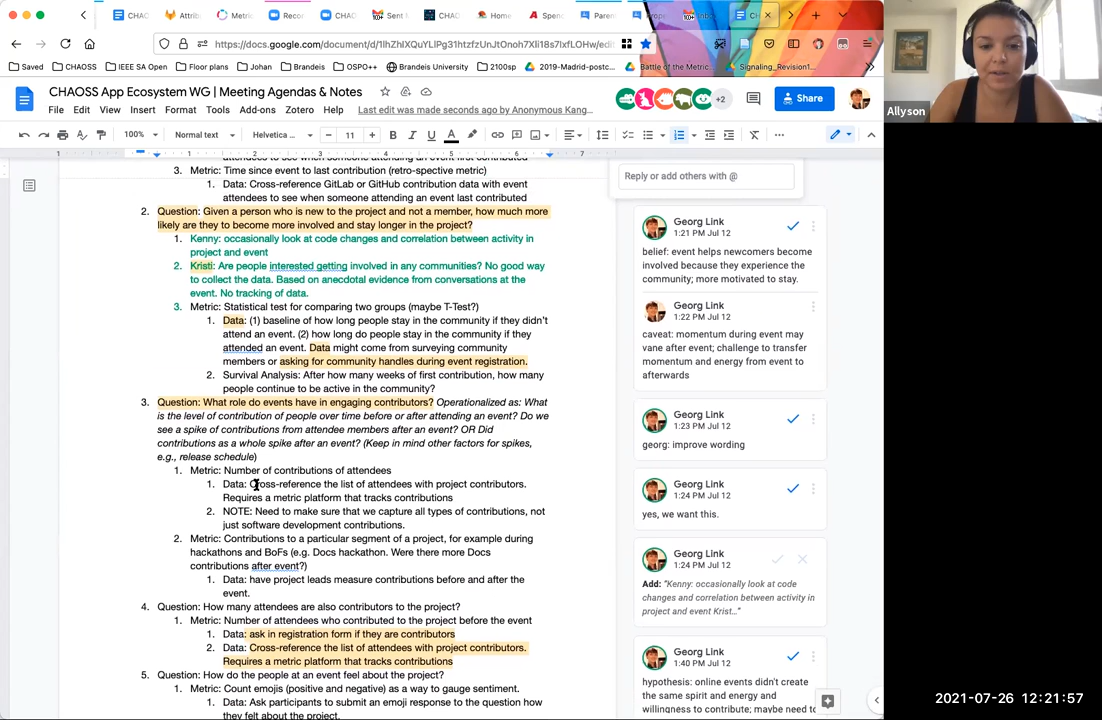 CHAO
Attrib
Metric
Recor
CHAO
Sent
CHAO
Home
Spend
Paren
https://docs.google.com/document/d/1lhZhlXQuYLlPg31htzfzUnJtOnoh7Xli18s7lxfLOHw/edi
Saved
CHAOSS
IEEE SA Open
Floor plans
Johan
Brandeis
OSPO++
Brandeis University
2100sp
2019-Madrid-postc...
Battle of the Metric...
Signaling_Revision1...
CHAOSS App Ecosystem WG | Meeting Agendas & Notes
File Edit View Insert Format Tools Add-ons Zotero Help Last edit was made seconds ago by Anonymous Kang...
+2
Share
100% Normal text Helvetica ... 11
attendees to see when someone attending an event first contributed
3. Metric: Time since event to last contribution (retro-spective metric)
1. Data: Cross-reference GitLab or GitHub contribution data with event
attendees to see when someone attending an event last contributed
2. Question: Given a person who is new to the project and not a member, how much more
likely are they to become more involved and stay longer in the project?
1. Kenny: occasionally look at code changes and correlation between activity in
project and event
2. Kristi: Are people interested getting involved in any communities? No good way
to collect the data. Based on anecdotal evidence from conversations at the
event. No tracking of data.
3. Metric: Statistical test for comparing two groups (maybe T-Test?)
1. Data: (1) baseline of how long people stay in the community if they didn't
attend an event. (2) how long do people stay in the community if they
attended an event. Data might come from surveying community
members or asking for community handles during event registration.
2. Survival Analysis: After how many weeks of first contribution, how many
people continue to be active in the community?
3. Question: What role do events have in engaging contributors? Operationalized as: What
is the level of contribution of people over time before or after attending an event? Do we
see a spike of contributions from attendee members after an event? OR Did
contributions as a whole spike after an event? (Keep in mind other factors for spikes,
e.g., release schedule)
1. Metric: Number of contributions of attendees
1. Data: Cross-reference the list of attendees with project contributors.
Requires a metric platform that tracks contributions
2. NOTE: Need to make sure that we capture all types of contributions, not
just software development contributions.
2. Metric: Contributions to a particular segment of a project, for example during
hackathons and BoFs (e.g. Docs hackathon. Were there more Docs
contributions after event?)
1. Data: have project leads measure contributions before and after the
event.
4. Question: How many attendees are also contributors to the project?
1. Metric: Number of attendees who contributed to the project before the event
1. Data: ask in registration form if they are contributors
2. Data: Cross-reference the list of attendees with project contributors.
Requires a metric platform that tracks contributions
5. Question: How do the people at an event feel about the project?
1. Metric: Count emojis (positive and negative) as a way to gauge sentiment.
1. Data: Ask participants to submit an emoji response to the question how
they felt about the project.
Reply or add others with @
Georg Link
1:21 PM Jul 12
belief: event helps newcomers become
involved because they experience the
community; more motivated to stay.
Georg Link
1:22 PM Jul 12
caveat: momentum during event may
vane after event; challenge to transfer
momentum and energy from event to
afterwards
Georg Link
1:23 PM Jul 12
georg: improve wording
Georg Link
1:24 PM Jul 12
yes, we want this.
Georg Link
1:24 PM Jul 12
Add: "Kenny: occasionally look at code
changes and correlation between activity in
project and event Krist..."
Georg Link
1:40 PM Jul 12
hypothesis: online events didn't create
the same spirit and energy and
willingness to contribute; maybe need to
Allyson
2021-07-26 12:21:57